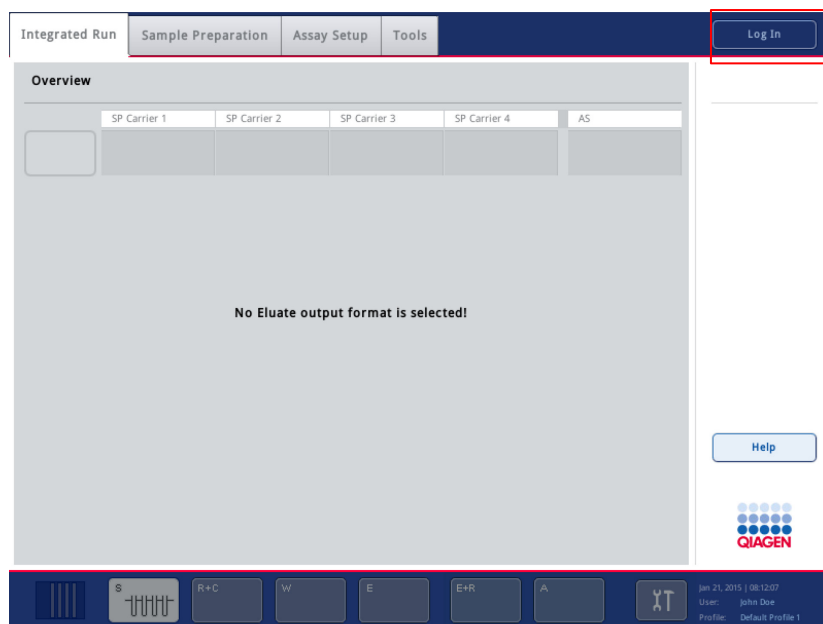 Integrated Run Sample Preparation Assay Setup Tools Log In
Overview
SP Carrier 1 SP Carrier 2 SP Carrier 3 SP Carrier 4 AS
No Eluate output format is selected!
Help
QIAGEN
S R+C W E E+R A
Jan 21, 2015 | 08:12:07
User: John Doe
Profile: Default Profile 1